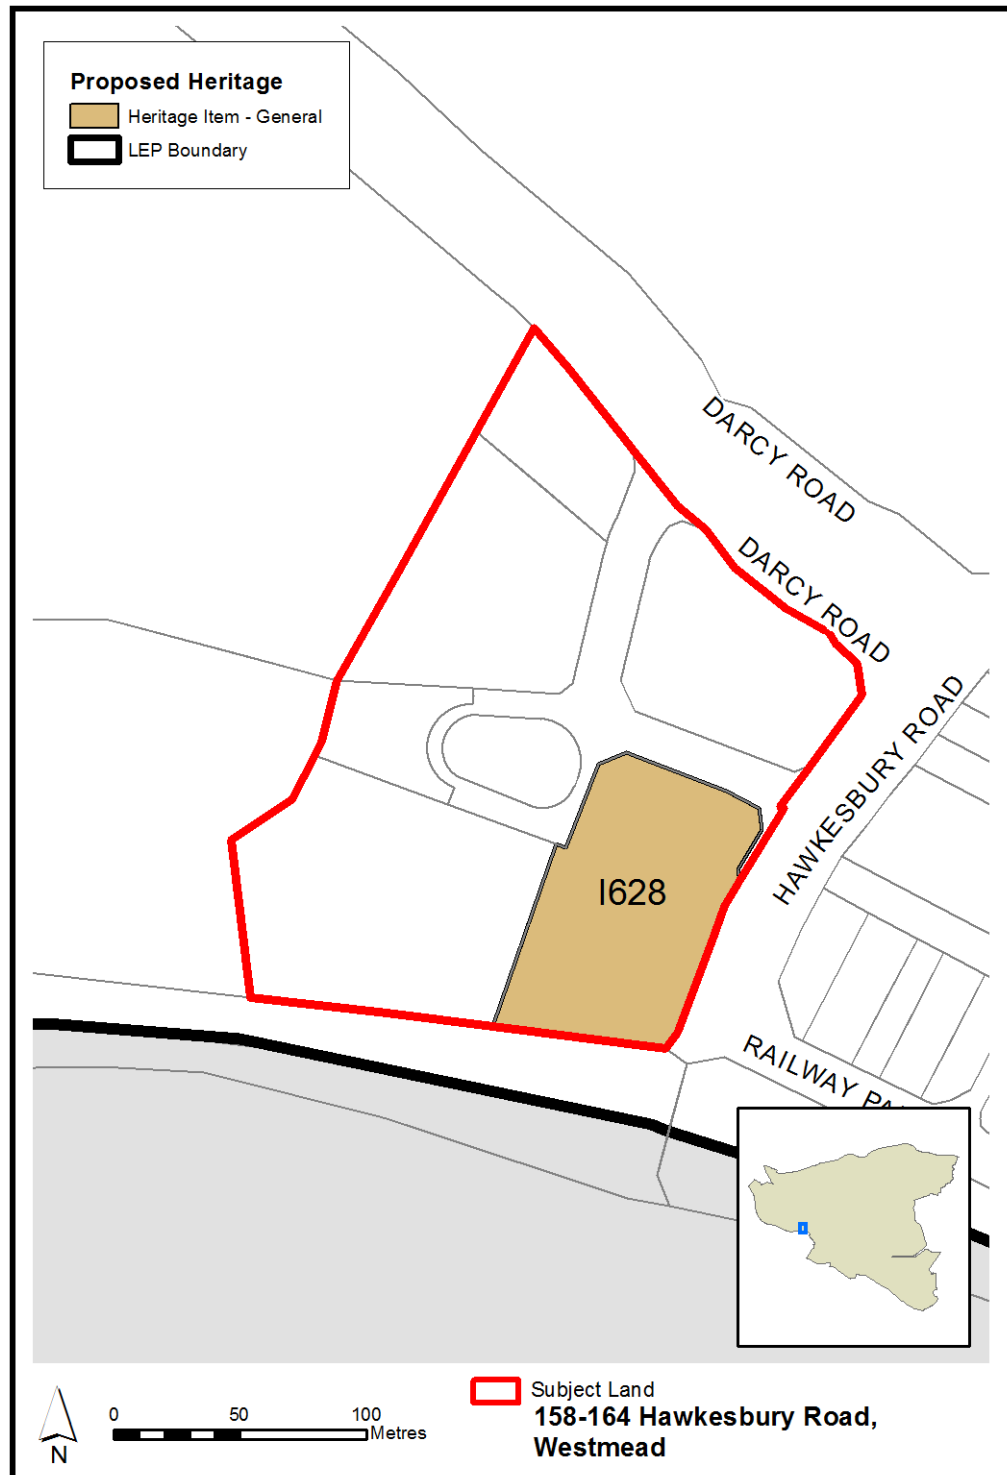 Proposed Heritage
Heritage Item - General
LEP Boundary
DARCY ROAD
DARCY ROAD
HAWKESBURY ROAD
I628
RAILWAY
Subject Land
158-164 Hawkesbury Road,
Westmead
0 50 100
Metres
N